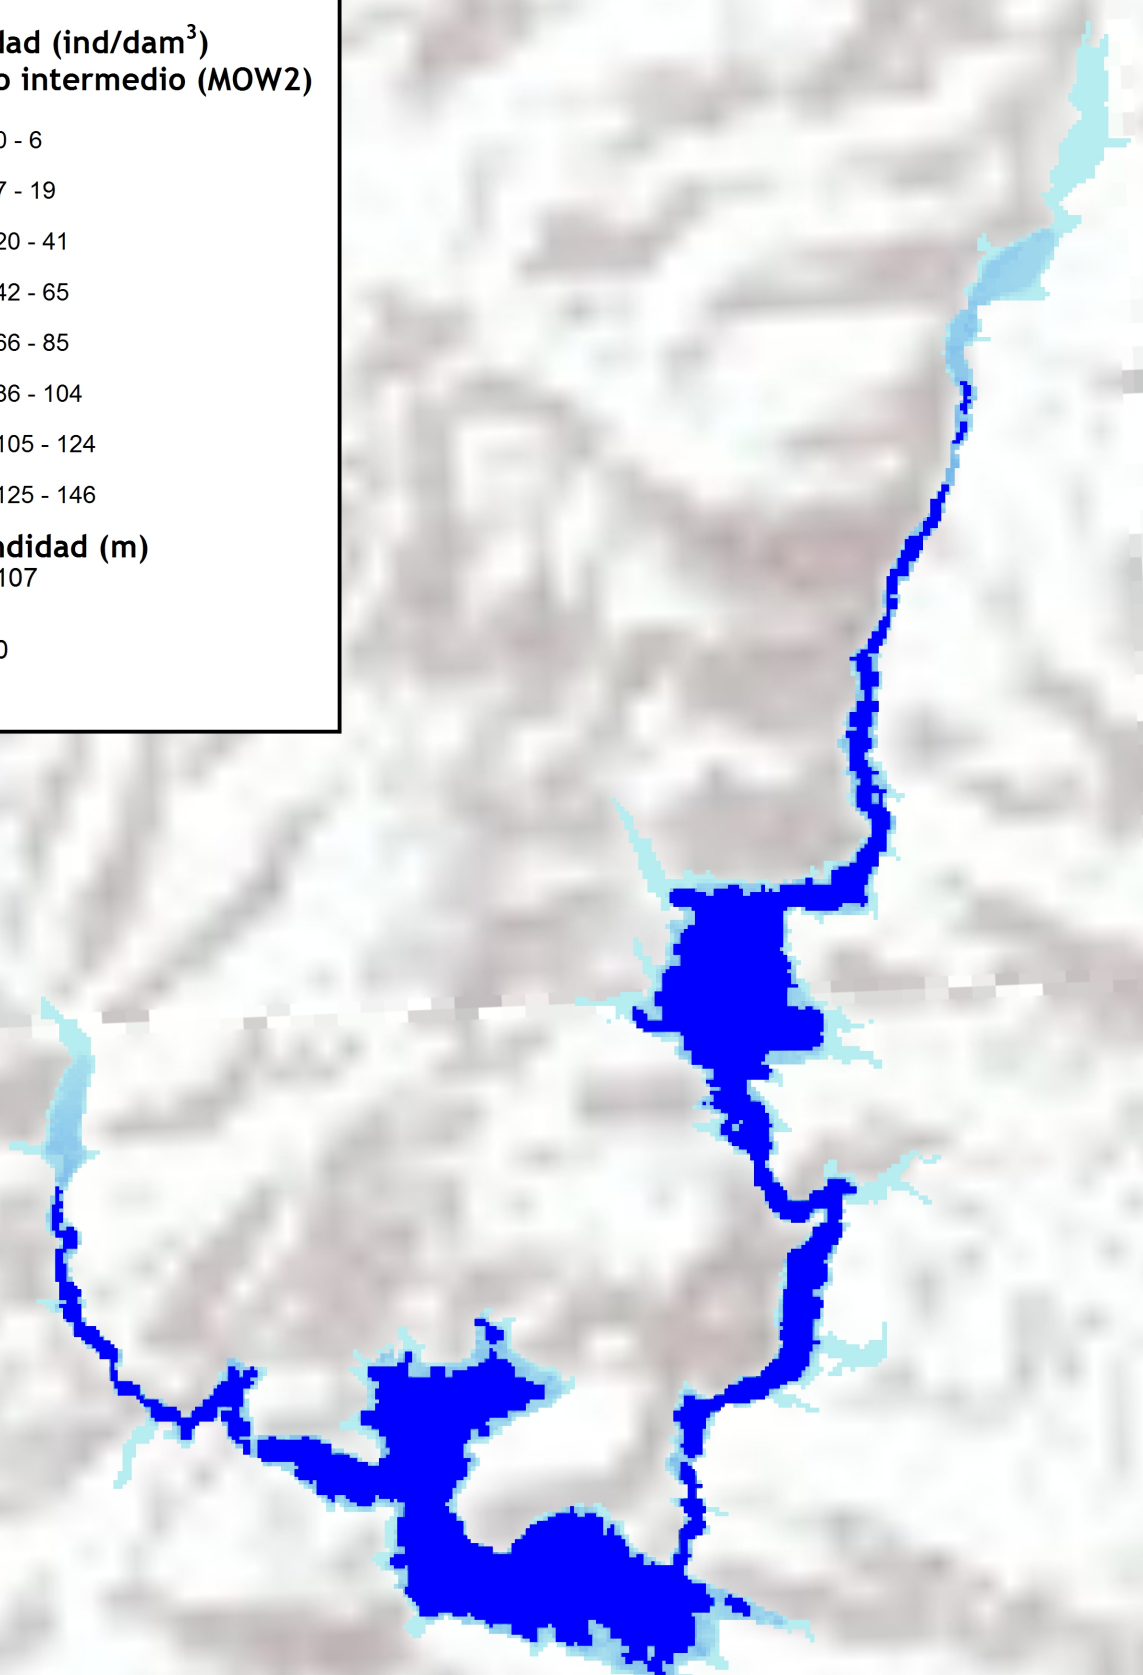 dad (ind/dam³)
o intermedio (MOW2)
0 - 6
7 - 19
20 - 41
42 - 65
66 - 85
86 - 104
105 - 124
125 - 146
ndidad (m)
107
0